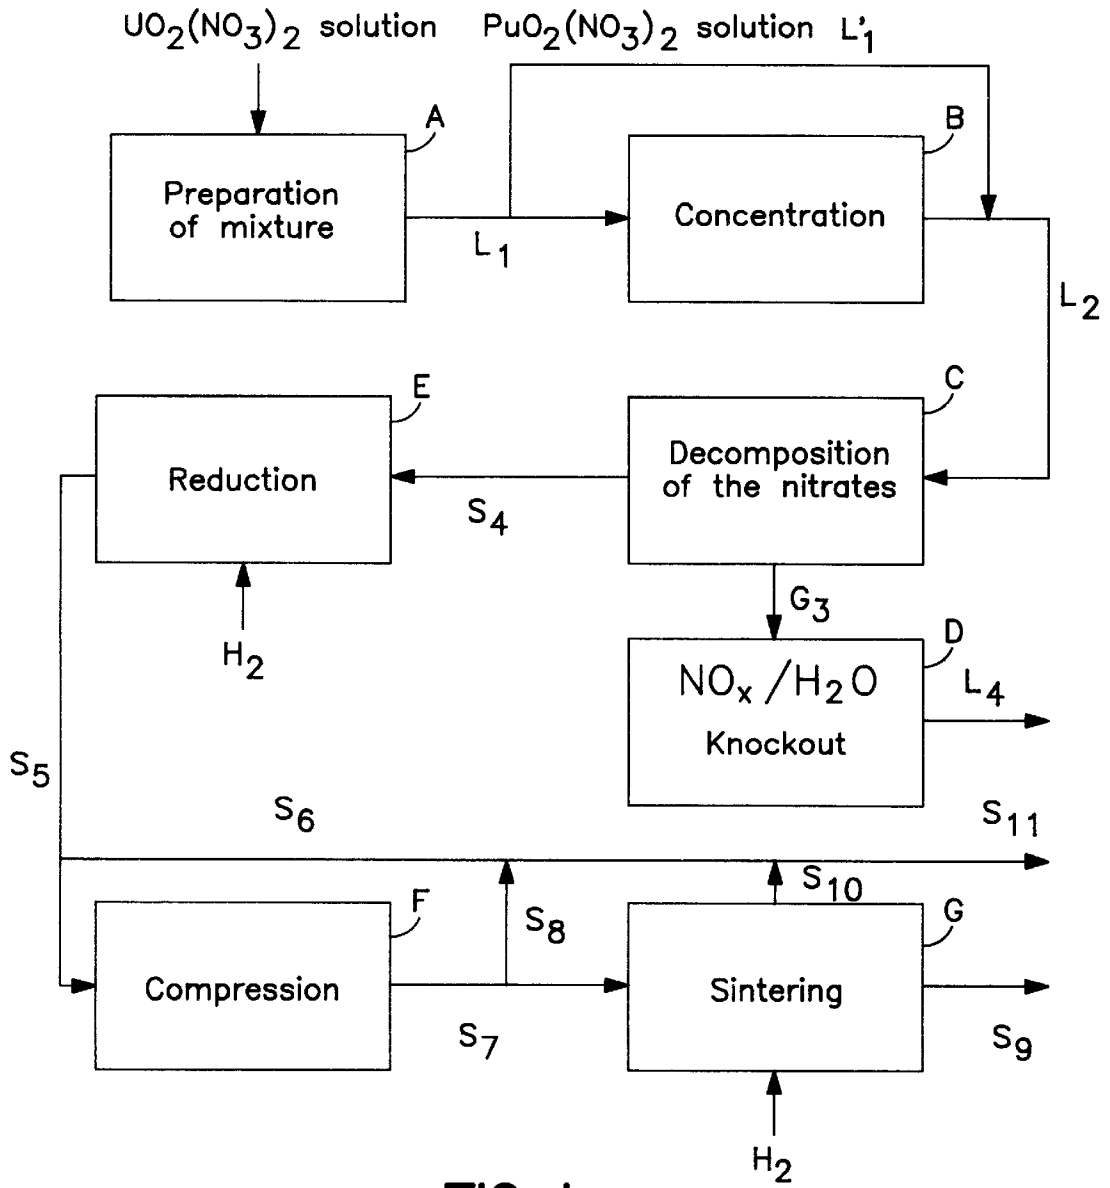 UO2(NO3)2 solution PuO2(NO3)2 solution L'1
A
B
Preparation
of mixture
Concentration
L1
L2
E
C
Reduction
Decomposition
of the nitrates
S4
G3
H2
D
NOx/H2O
Knockout
L4
S5
S6
S11
S10
F
S8
G
Compression
Sintering
S7
S9
H2